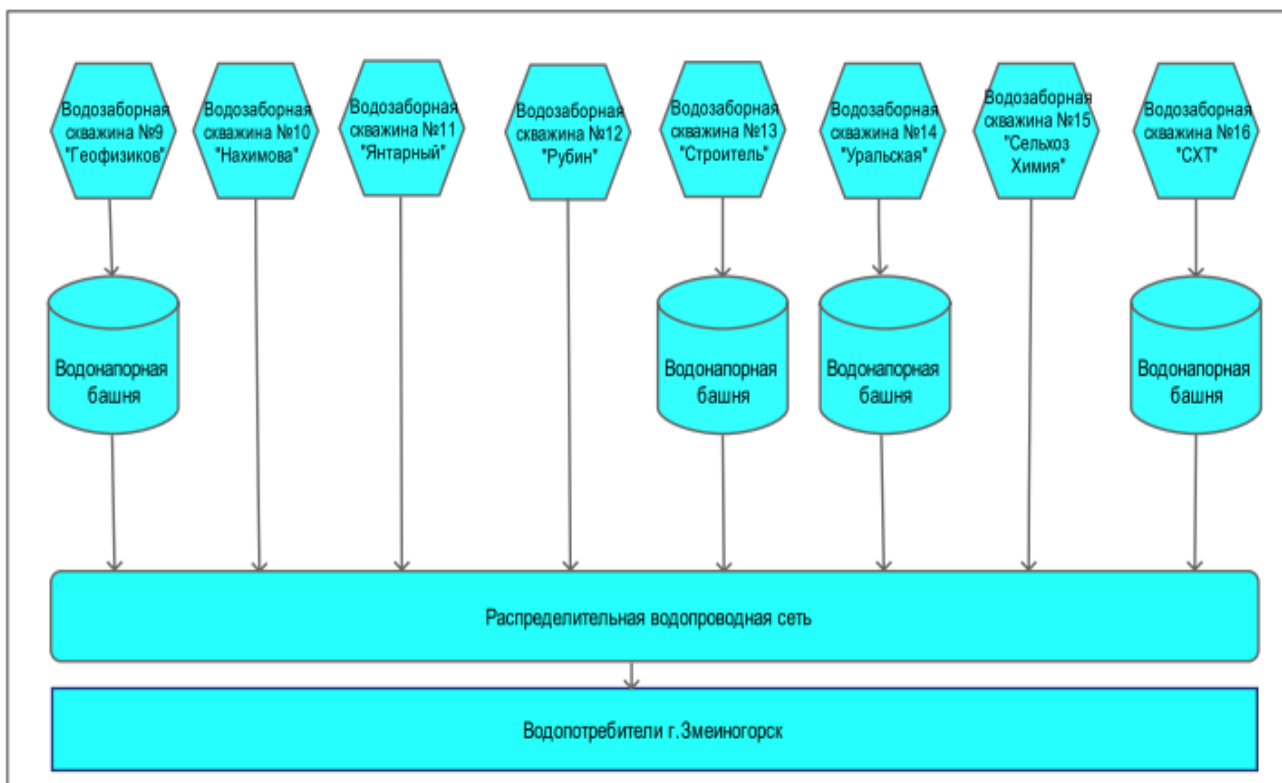 Водозаборная
скважина №9
"Геофизиков"
Водозаборная
скважина №10
"Нахимова"
Водозаборная
скважина №11
"Янтарный"
Водозаборная
скважина №12
"Рубин"
Водозаборная
скважина №13
"Строитель"
Водозаборная
скважина №14
"Уральская"
Водозаборная
скважина №15
"Сельхоз
Химия"
Водозаборная
скважина №16
"СХТ"
Водонапорная
башня
Водонапорная
башня
Водонапорная
башня
Водонапорная
башня
Распределительная водопроводная сеть
Водопотребители г.Змеиногорск